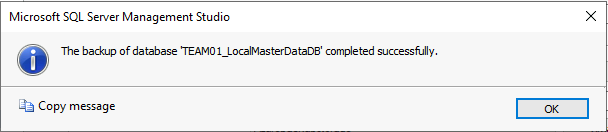 Microsoft SQL Server Management Studio
The backup of database 'TEAM01_LocalMasterDataDB' completed successfully.
Copy message
OK